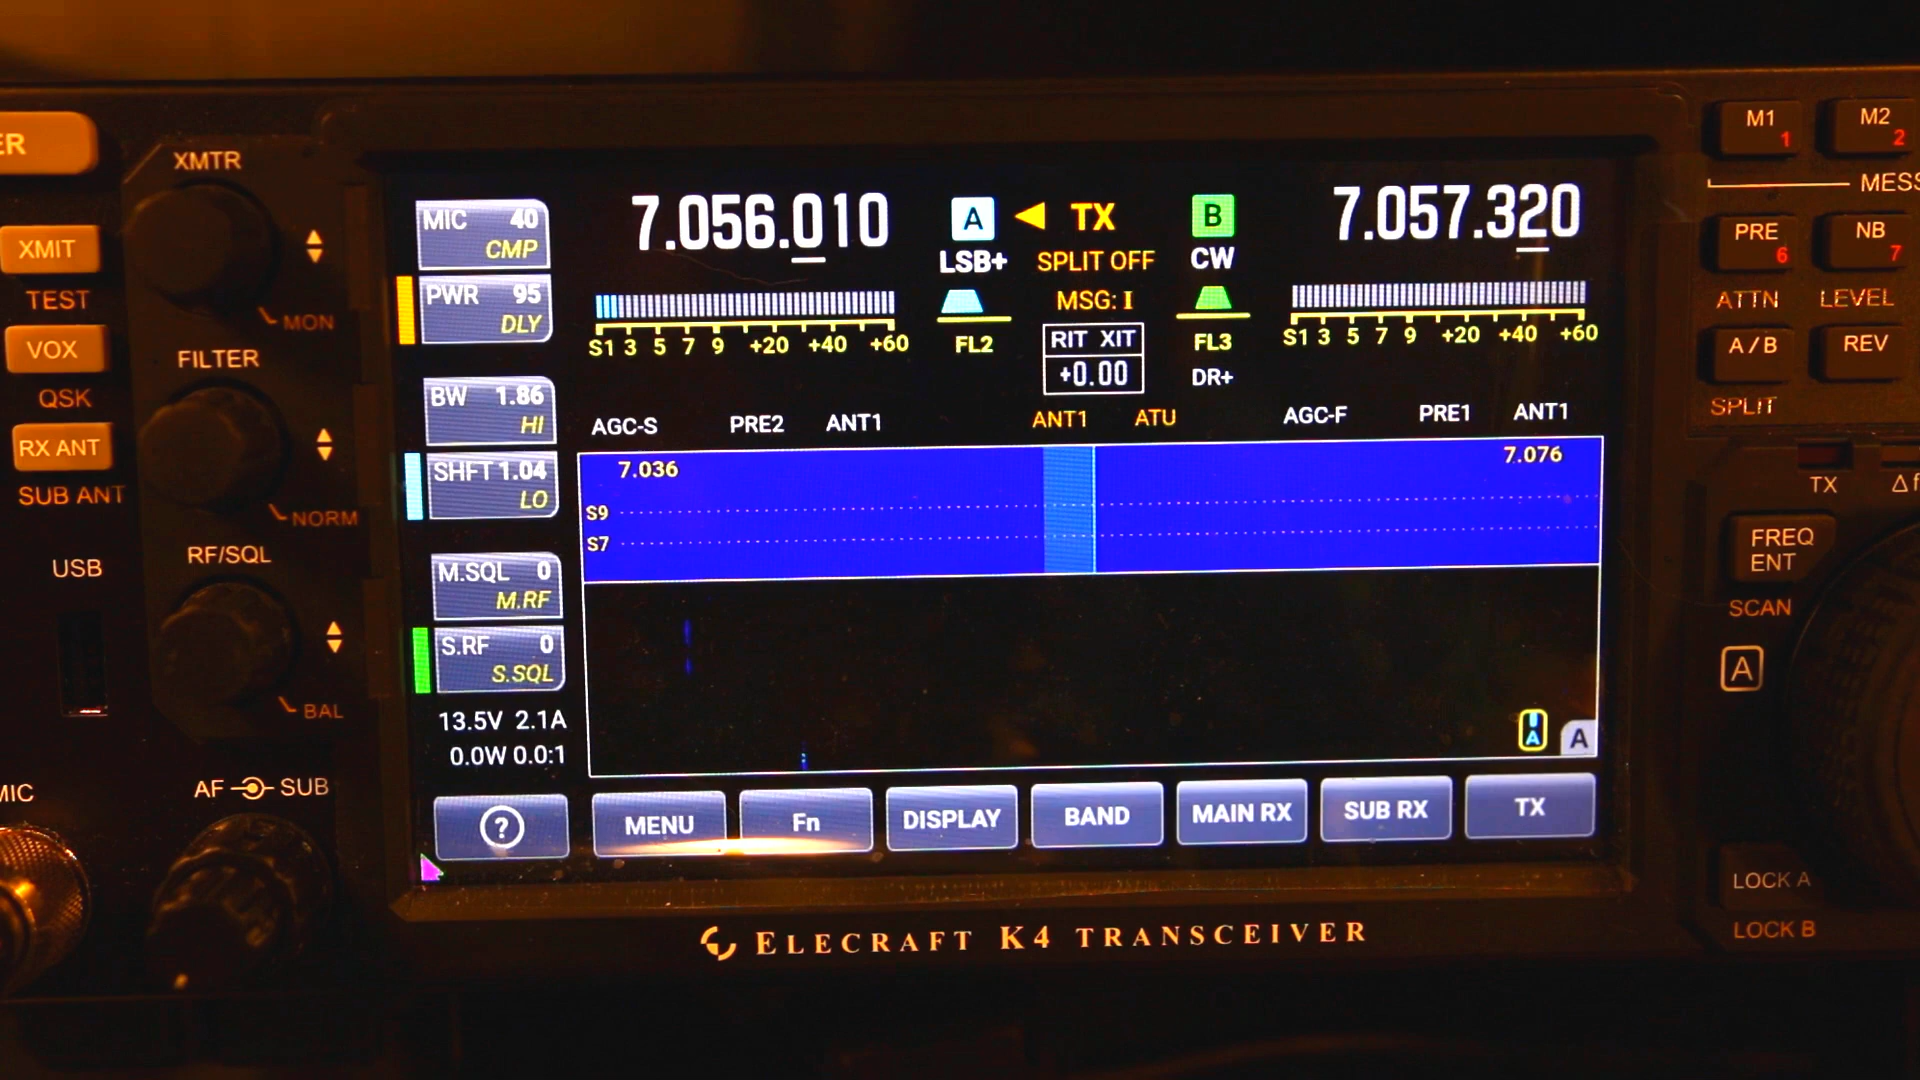 ER
XMTR
XMIT
TEST
MON
VOX
QSK
FILTER
RX ANT
SUB ANT
NORM
USB
RF/SQL
BAL
MIC
AF SUB
MIC 40
CMP
PWR 95
DLY
BW 1.86
HI
SHFT 1.04
LO
M.SQL 0
M.RF
S.RF 0
S.SQL
13.5V 2.1A
0.0W 0.0:1
7.056.010
A TX B
7.057.320
LSB+ SPLIT OFF CW
MSG: I
S1 3 5 7 9 +20 +40 +60
FL2
RIT XIT
+0.00
FL3
DR+
S1 3 5 7 9 +20 +40 +60
AGC-S PRE2 ANT1 ANT1 ATU AGC-F PRE1 ANT1
7.036 7.076
S9
S7
A A
? MENU Fn DISPLAY BAND MAIN RX SUB RX TX
ELECRAFT K4 TRANSCEIVER
M1 1 M2 2
MESS
PRE 6 NB 7
ATTN LEVEL
A / B REV
SPLIT
TX Δf
FREQ
ENT
SCAN
A
LOCK A
LOCK B